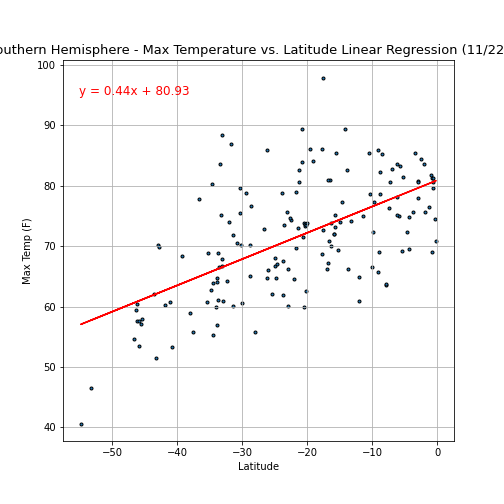 outhern Hemisphere - Max Temperature vs. Latitude Linear Regression (11/22
y = 0.44x + 80.93
100
90
80
70
60
50
40
Max Temp (F)
−50 −40 −30 −20 −10 0
Latitude